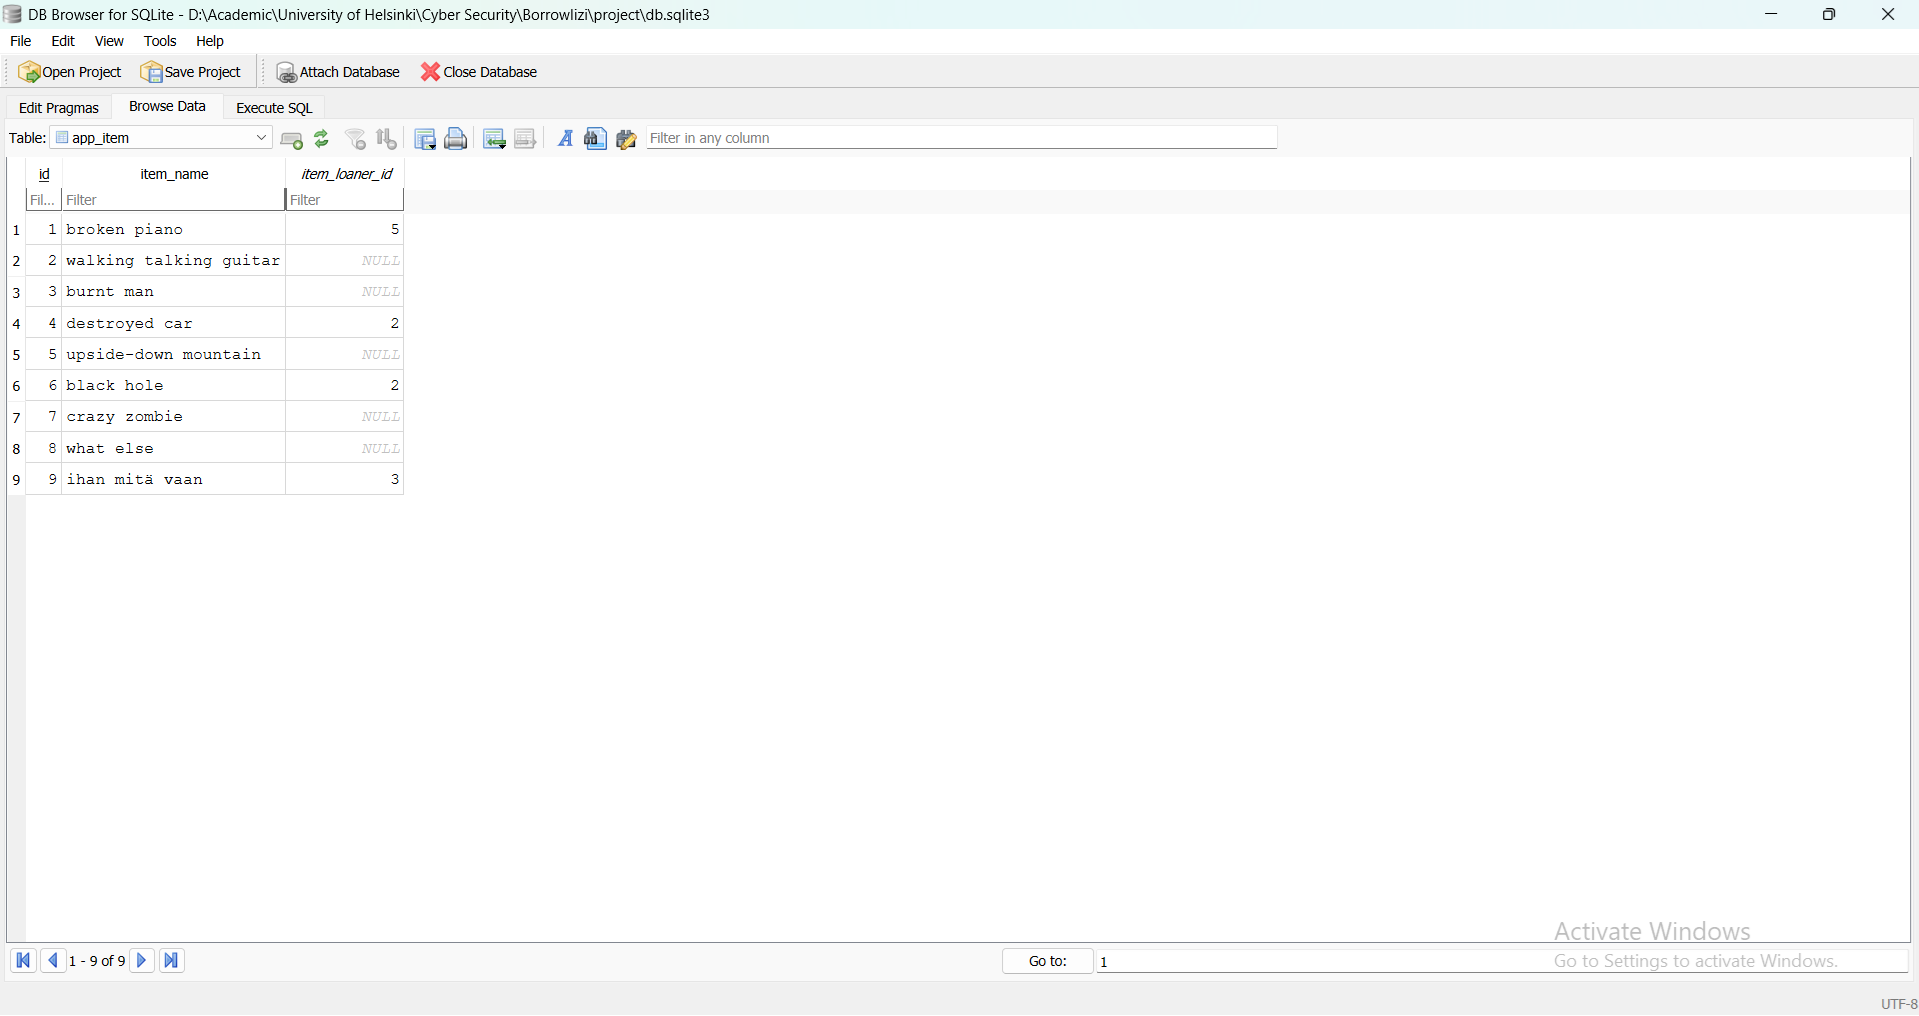 DB Browser for SQLite - D:\Academic\University of Helsinki\Cyber Security\Borrowlizi\project\db.sqlite3
File Edit View Tools Help
Open Project Save Project Attach Database Close Database
Edit Pragmas Browse Data Execute SQL
Table: app_item Filter in any column
id item_name item_loaner_id
Fil... Filter Filter
1 1 broken piano 5
2 2 walking talking guitar NULL
3 3 burnt man NULL
4 4 destroyed car 2
5 5 upside-down mountain NULL
6 6 black hole 2
7 7 crazy zombie NULL
8 8 what else NULL
9 9 ihan mitä vaan 3
Activate Windows
1 - 9 of 9 Go to: 1 Go to Settings to activate Windows.
UTF-8